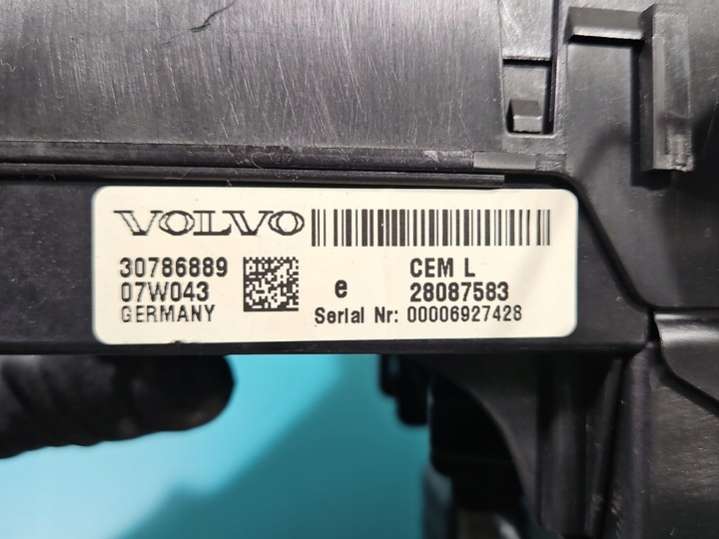 VOLVO
30786889 CEM L
07W043 e 28087583
GERMANY Serial Nr: 00006927428